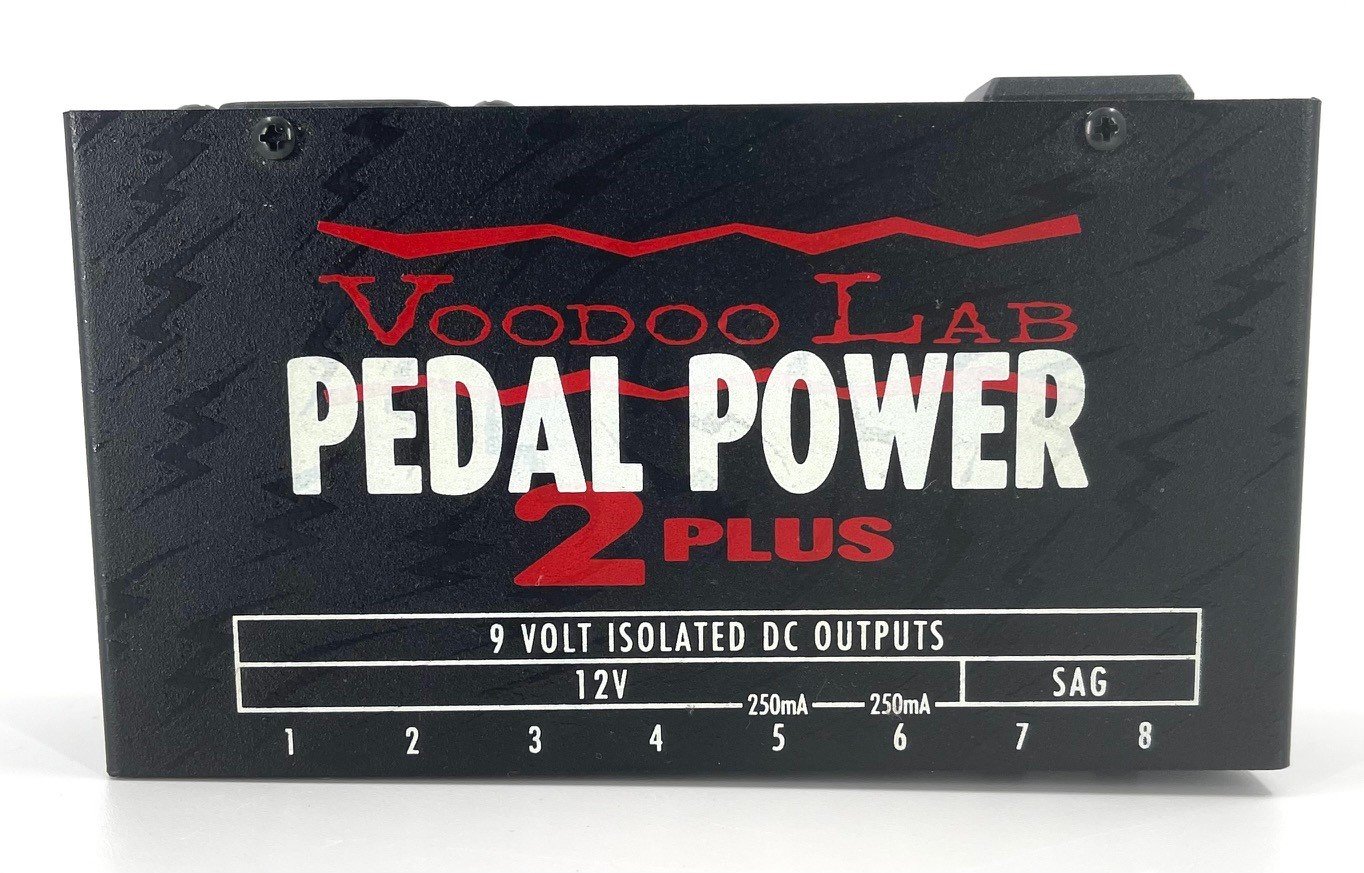 VOODOO LAB
PEDAL POWER
2 PLUS
9 VOLT ISOLATED DC OUTPUTS
12V SAG
250mA 250mA
1 2 3 4 5 6 7 8